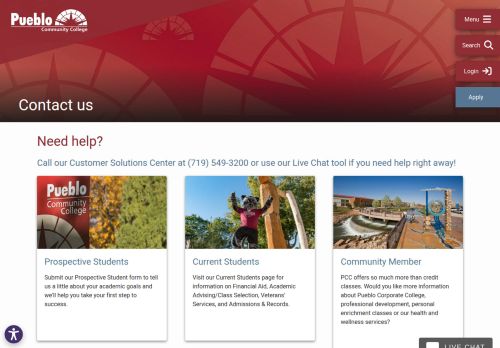 Pueblo
Community College
Menu
Search
Login
Apply
Contact us
Need help?
Call our Customer Solutions Center at (719) 549-3200 or use our Live Chat tool if you need help right away!
Pueblo
Community
College
Prospective Students
Submit our Prospective Student form to tell
us a little about your academic goals and
we'll help you take your first step to
success.
Current Students
Visit our Current Students page for
information on Financial Aid, Academic
Advising/Class Selection, Veterans'
Services, and Admissions & Records.
Community Member
PCC offers so much more than credit
classes. Would you like more information
about Pueblo Corporate College,
professional development, personal
enrichment classes or our health and
wellness services?
LIVE CHAT